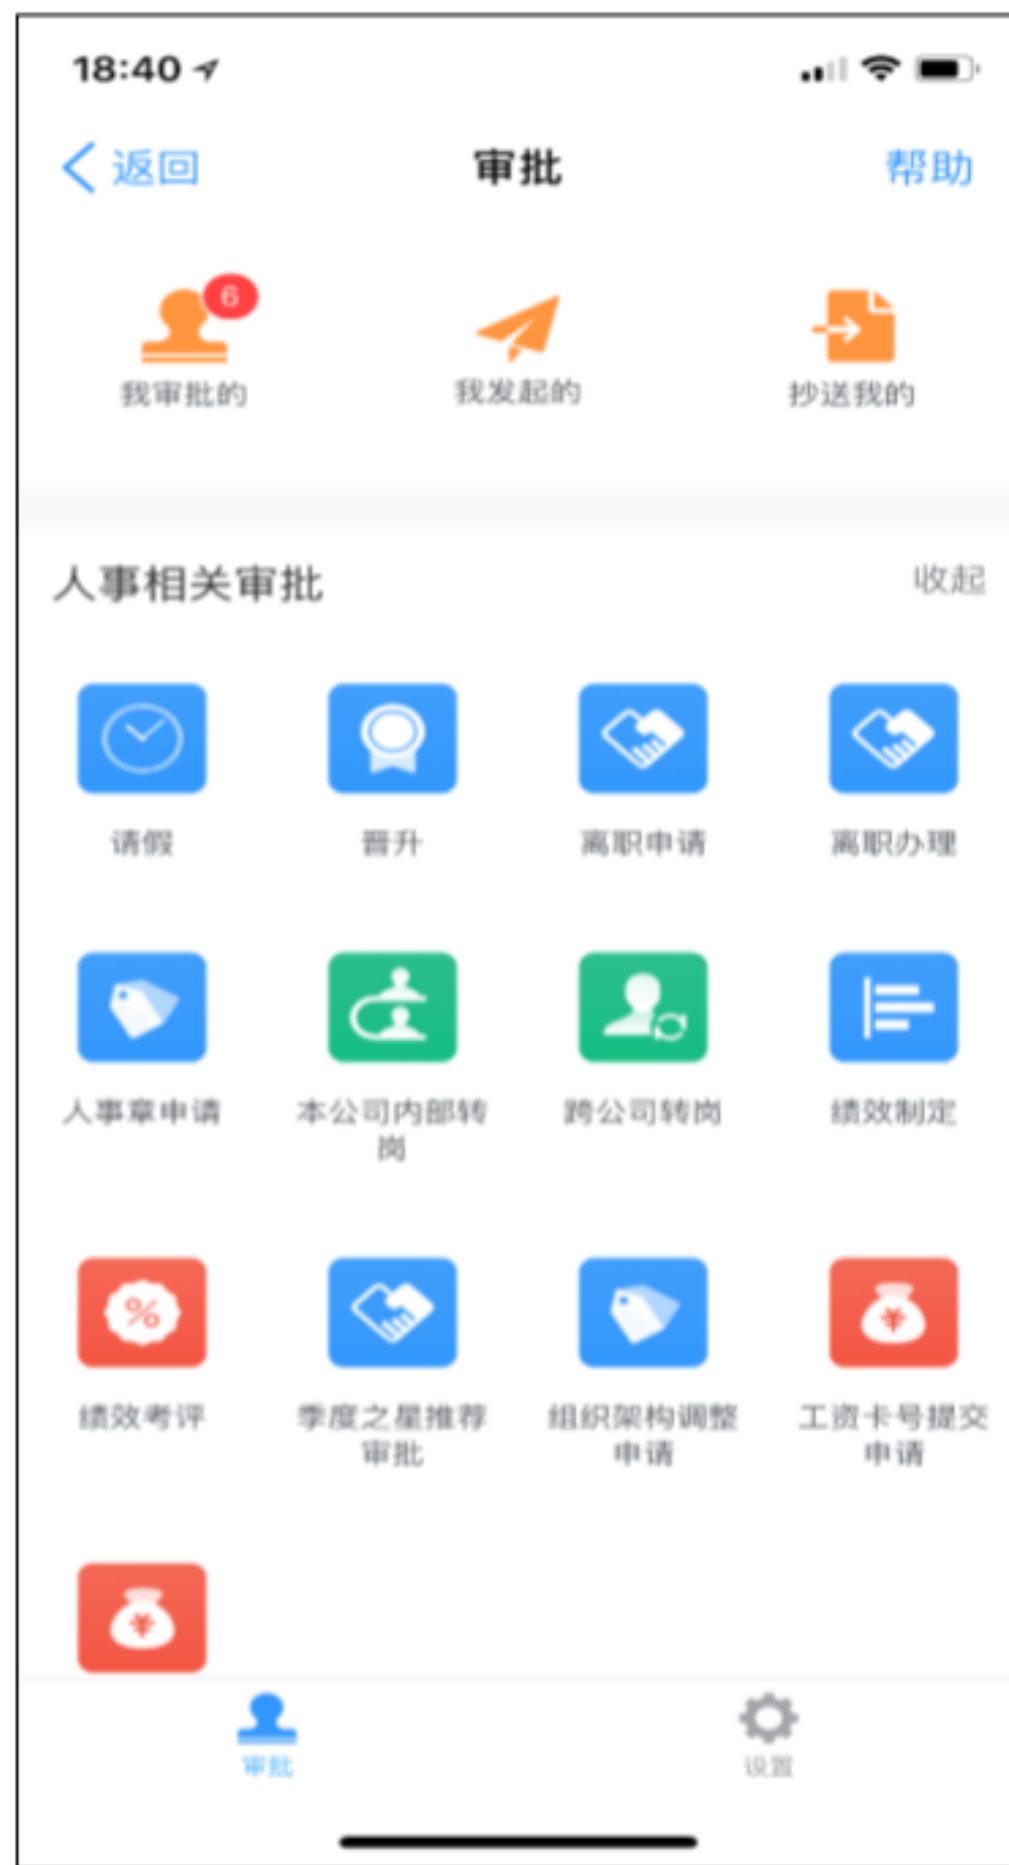 18:40
返回 审批 帮助
6
我审批的 我发起的 抄送我的
人事相关审批 收起
请假 晋升 离职申请 离职办理
人事章申请 本公司内部转 跨公司转岗 绩效制定
岗
%
¥
绩效考评 季度之星推荐 组织架构调整 工资卡号提交
审批 申请 申请
¥
审批 设置